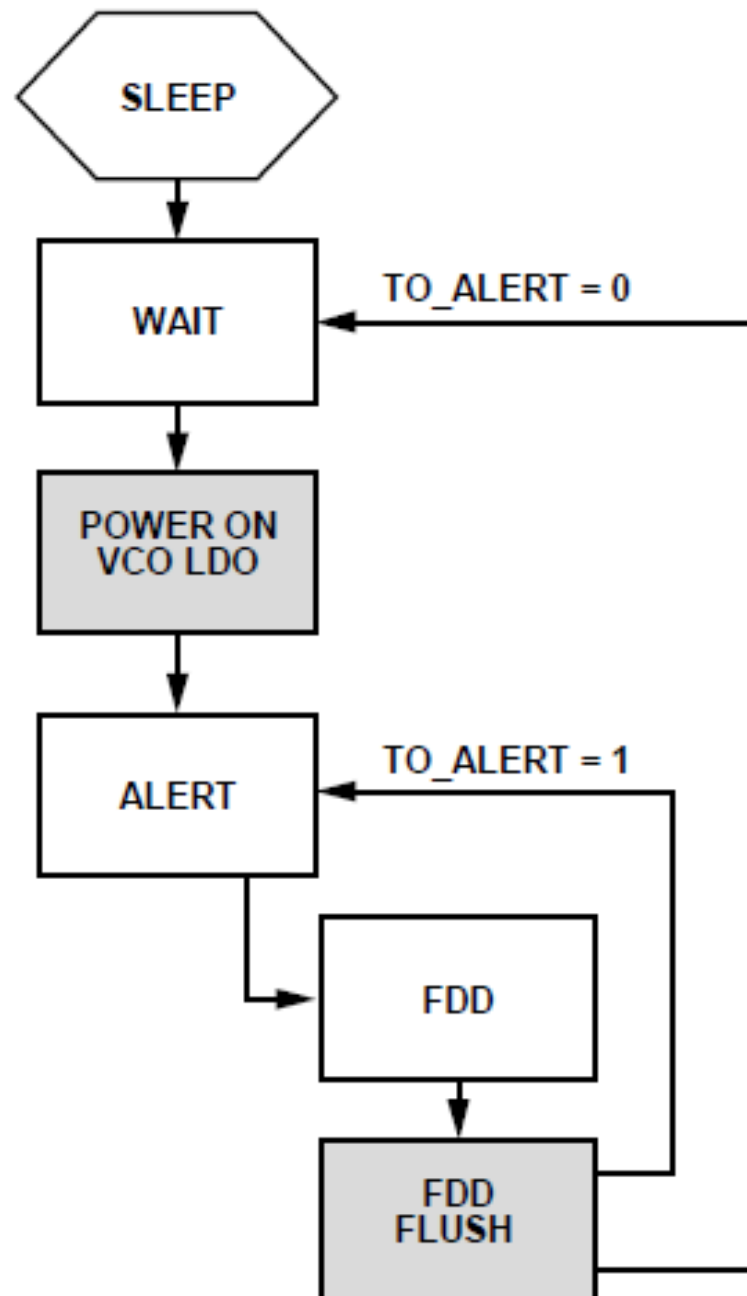 SLEEP
WAIT
TO_ALERT = 0
POWER ON
VCO LDO
ALERT
TO_ALERT = 1
FDD
FDD
FLUSH